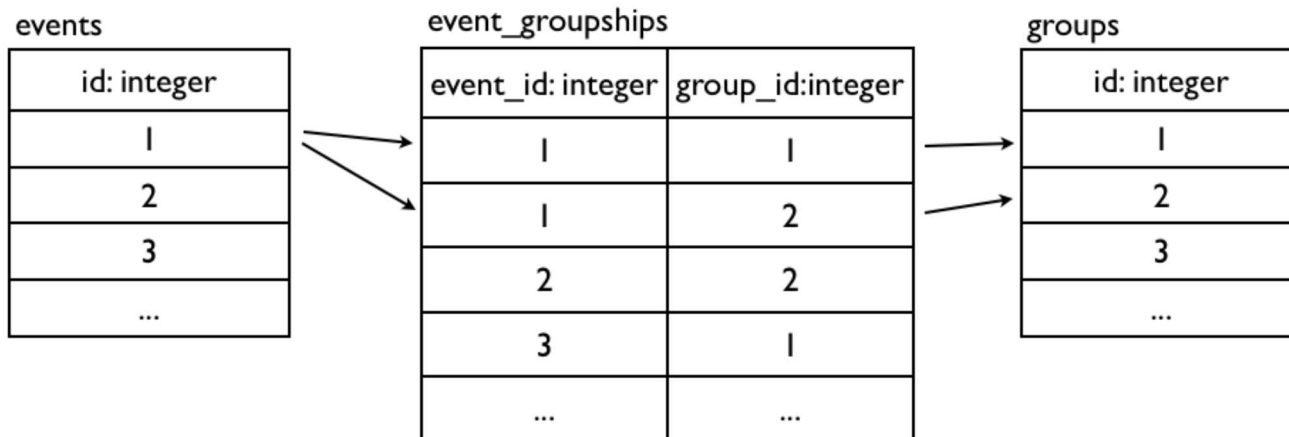 events
id: integer
1
2
3
...
event_groupships
event_id: integer group_id:integer
1 1
1 2
2 2
3 1
... ...
groups
id: integer
1
2
3
...